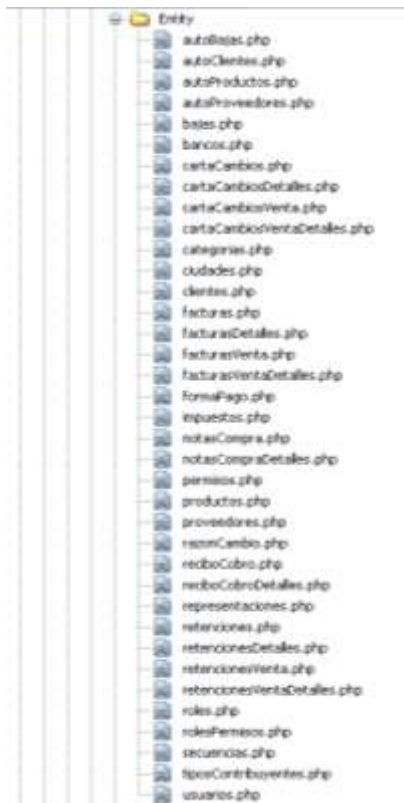 Entity
autoBajas.php
autoClientes.php
autoProductos.php
autoProveedores.php
bajas.php
bancos.php
cartaCambios.php
cartaCambiosDetalles.php
cartaCambiosVenta.php
cartaCambiosVentaDetalles.php
categorias.php
ciudades.php
clientes.php
facturas.php
facturasDetalles.php
facturasVenta.php
facturasVentaDetalles.php
formaPago.php
impuestos.php
notasCompra.php
notasCompraDetalles.php
permisos.php
productos.php
proveedores.php
razonCambio.php
reciboCobro.php
reciboCobroDetalles.php
representaciones.php
retenciones.php
retencionesDetalles.php
retencionesVenta.php
retencionesVentaDetalles.php
roles.php
rolesPermisos.php
secuencias.php
tiposContribuyentes.php
usuarios.php